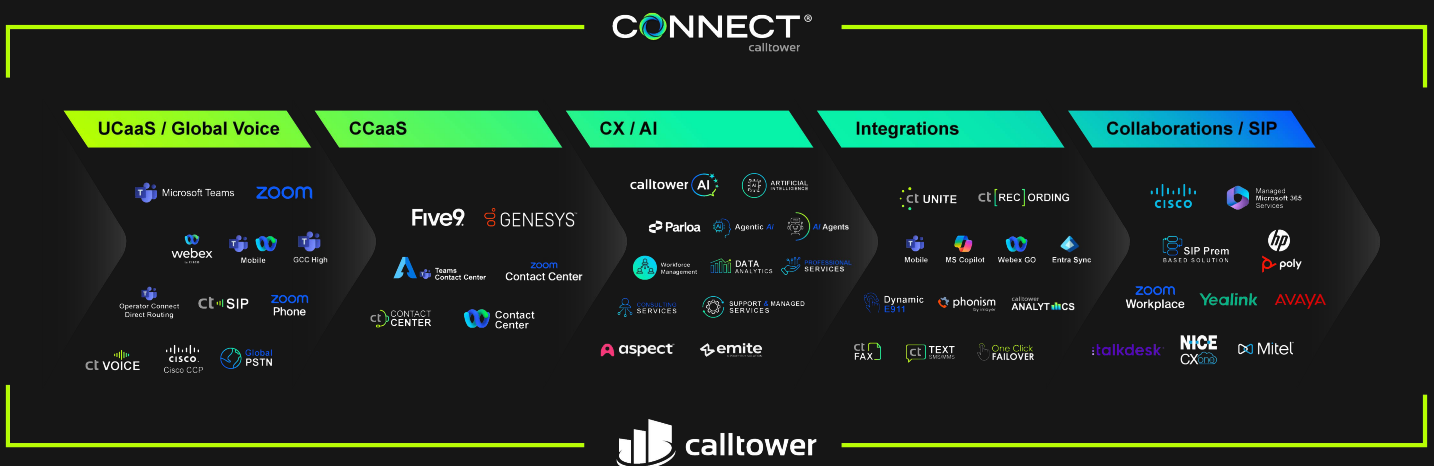 CONNECT®
calltower
UCaaS / Global Voice
CCaaS
CX / AI
Integrations
Collaborations / SIP
Microsoft Teams
zoom
webex
Mobile
GCC High
Operator Connect
Direct Routing
ct SIP
zoom
Phone
ct VOICE
CISCO
Cisco CCP
Global
PSTN
Five9
GENESYS
Teams
Contact Center
zoom
Contact Center
ct CONTACT
CENTER
Contact
Center
calltower AI
ARTIFICIAL
INTELLIGENCE
Parloa
AI
Agentic AI
AI Agents
Workforce
Management
DATA
ANALYTICS
PROFESSIONAL
SERVICES
CONSULTING
SERVICES
SUPPORT & MANAGED
SERVICES
aspect
emite
ct UNITE
ct [REC] ORDING
Mobile
MS Copilot
Webex GO
Entra Sync
Dynamic
E911
phonism
calltower
ANALYTICS
ct
FAX
ct TEXT
SMS/MMS
One Click
FAILOVER
CISCO
Managed
Microsoft 365
Services
SIP Prem
BASED SOLUTION
hp
poly
zoom
Workplace
Yealink
AVAYA
talkdesk
NICE
CXone
Mitel
calltower